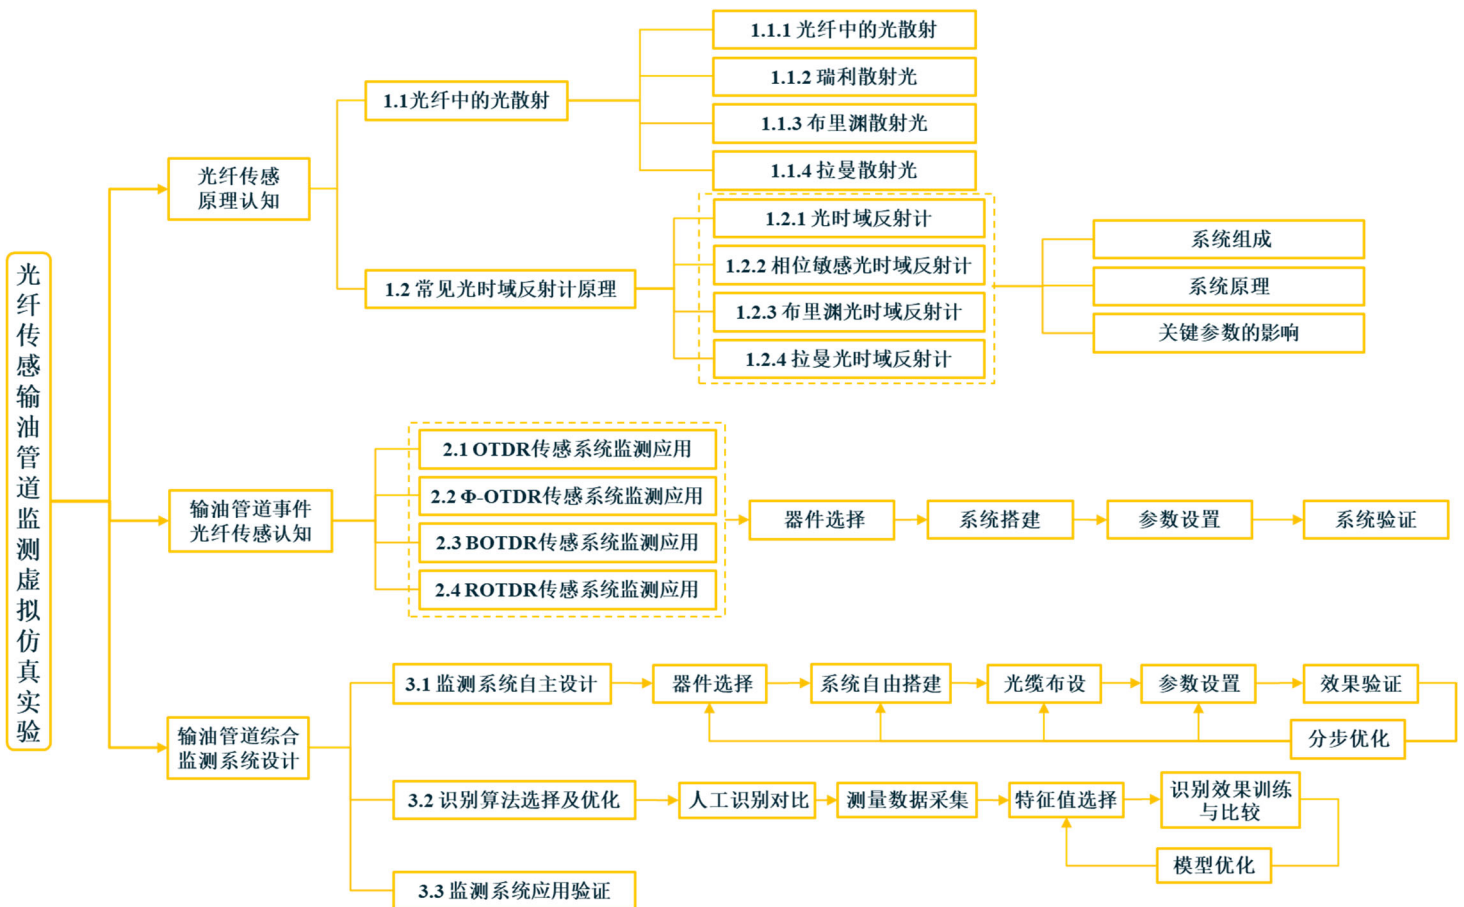 光纤传感输油管道监测虚拟仿真实验
光纤传感
原理认知
1.1光纤中的光散射
1.1.1 光纤中的光散射
1.1.2 瑞利散射光
1.1.3 布里渊散射光
1.1.4 拉曼散射光
1.2 常见光时域反射计原理
1.2.1 光时域反射计
1.2.2 相位敏感光时域反射计
1.2.3 布里渊光时域反射计
1.2.4 拉曼光时域反射计
系统组成
系统原理
关键参数的影响
输油管道事件
光纤传感认知
2.1 OTDR传感系统监测应用
2.2 Φ-OTDR传感系统监测应用
2.3 BOTDR传感系统监测应用
2.4 ROTDR传感系统监测应用
器件选择
系统搭建
参数设置
系统验证
输油管道综合
监测系统设计
3.1 监测系统自主设计
器件选择
系统自由搭建
光缆布设
参数设置
效果验证
分步优化
3.2 识别算法选择及优化
人工识别对比
测量数据采集
特征值选择
识别效果训练
与比较
模型优化
3.3 监测系统应用验证